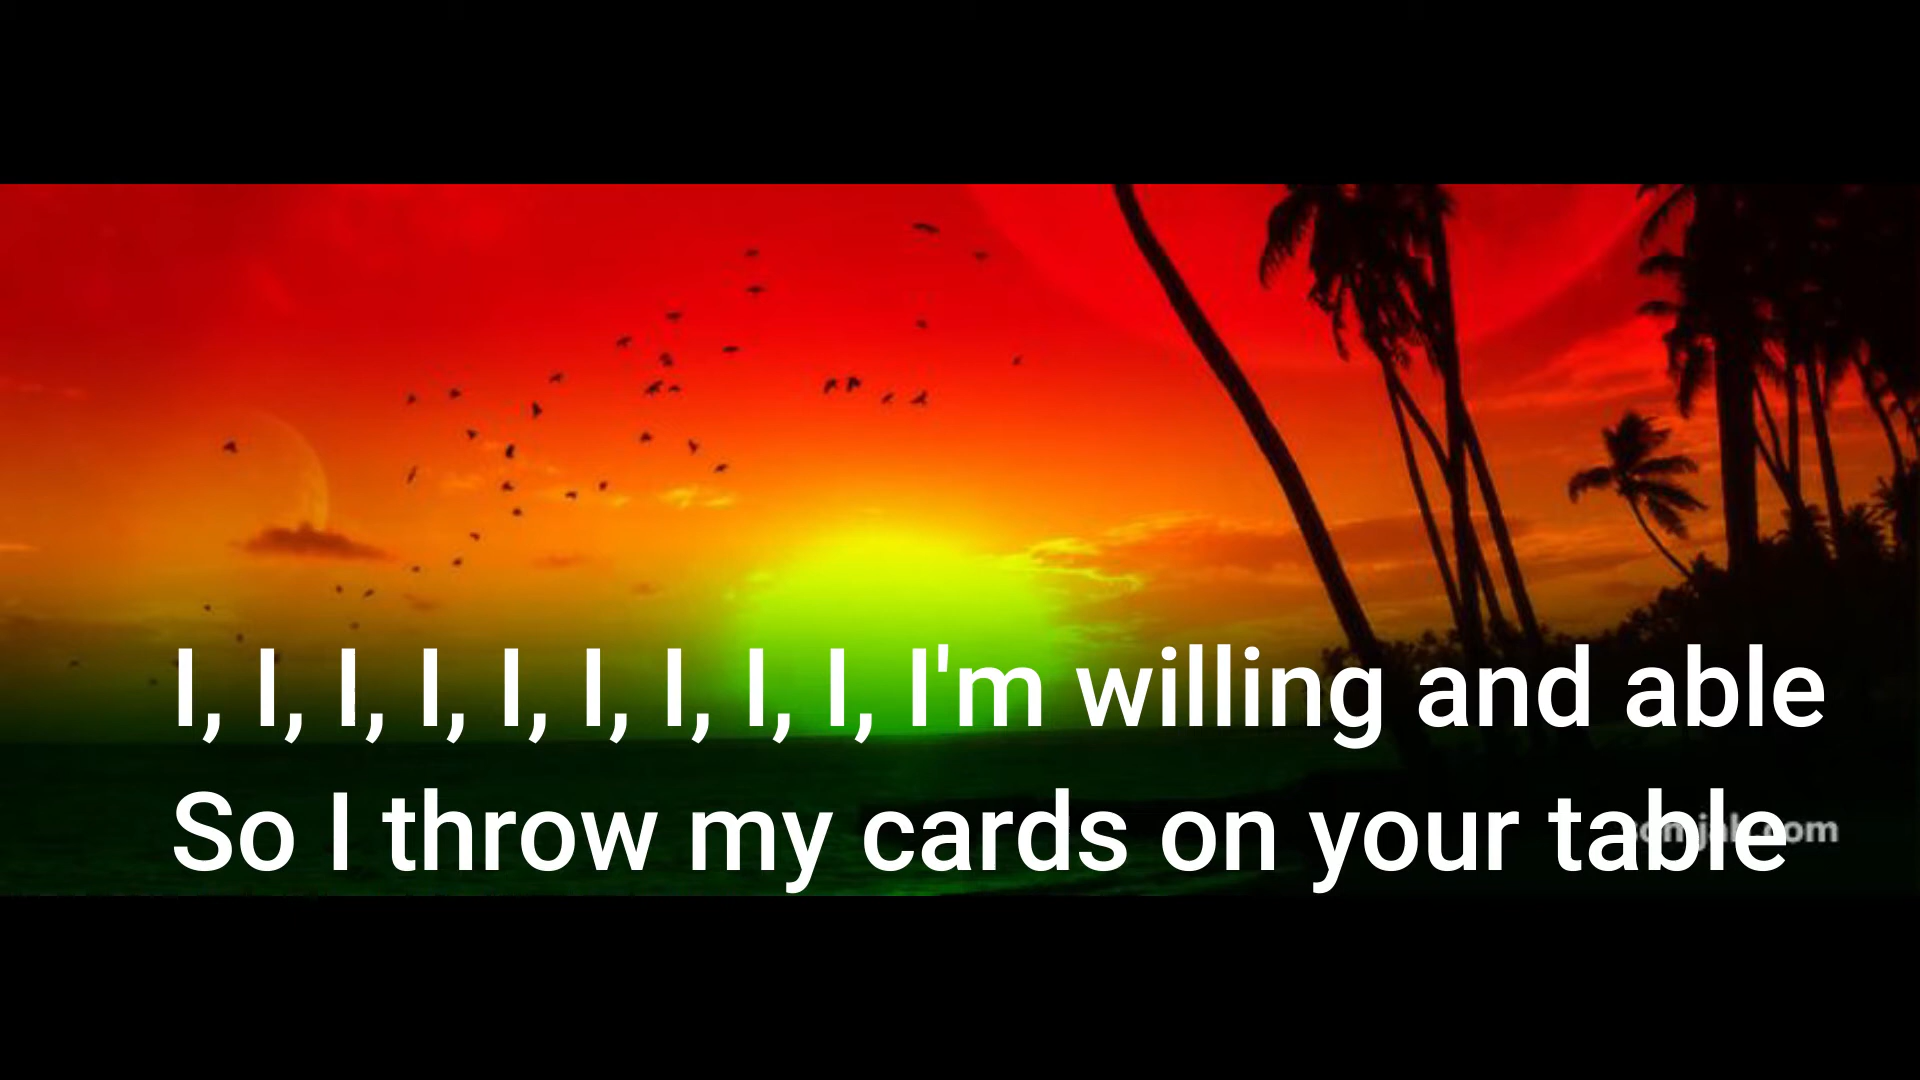 I, I, I, I, I, I, I, I, I, I'm willing and able
So I throw my cards on your table